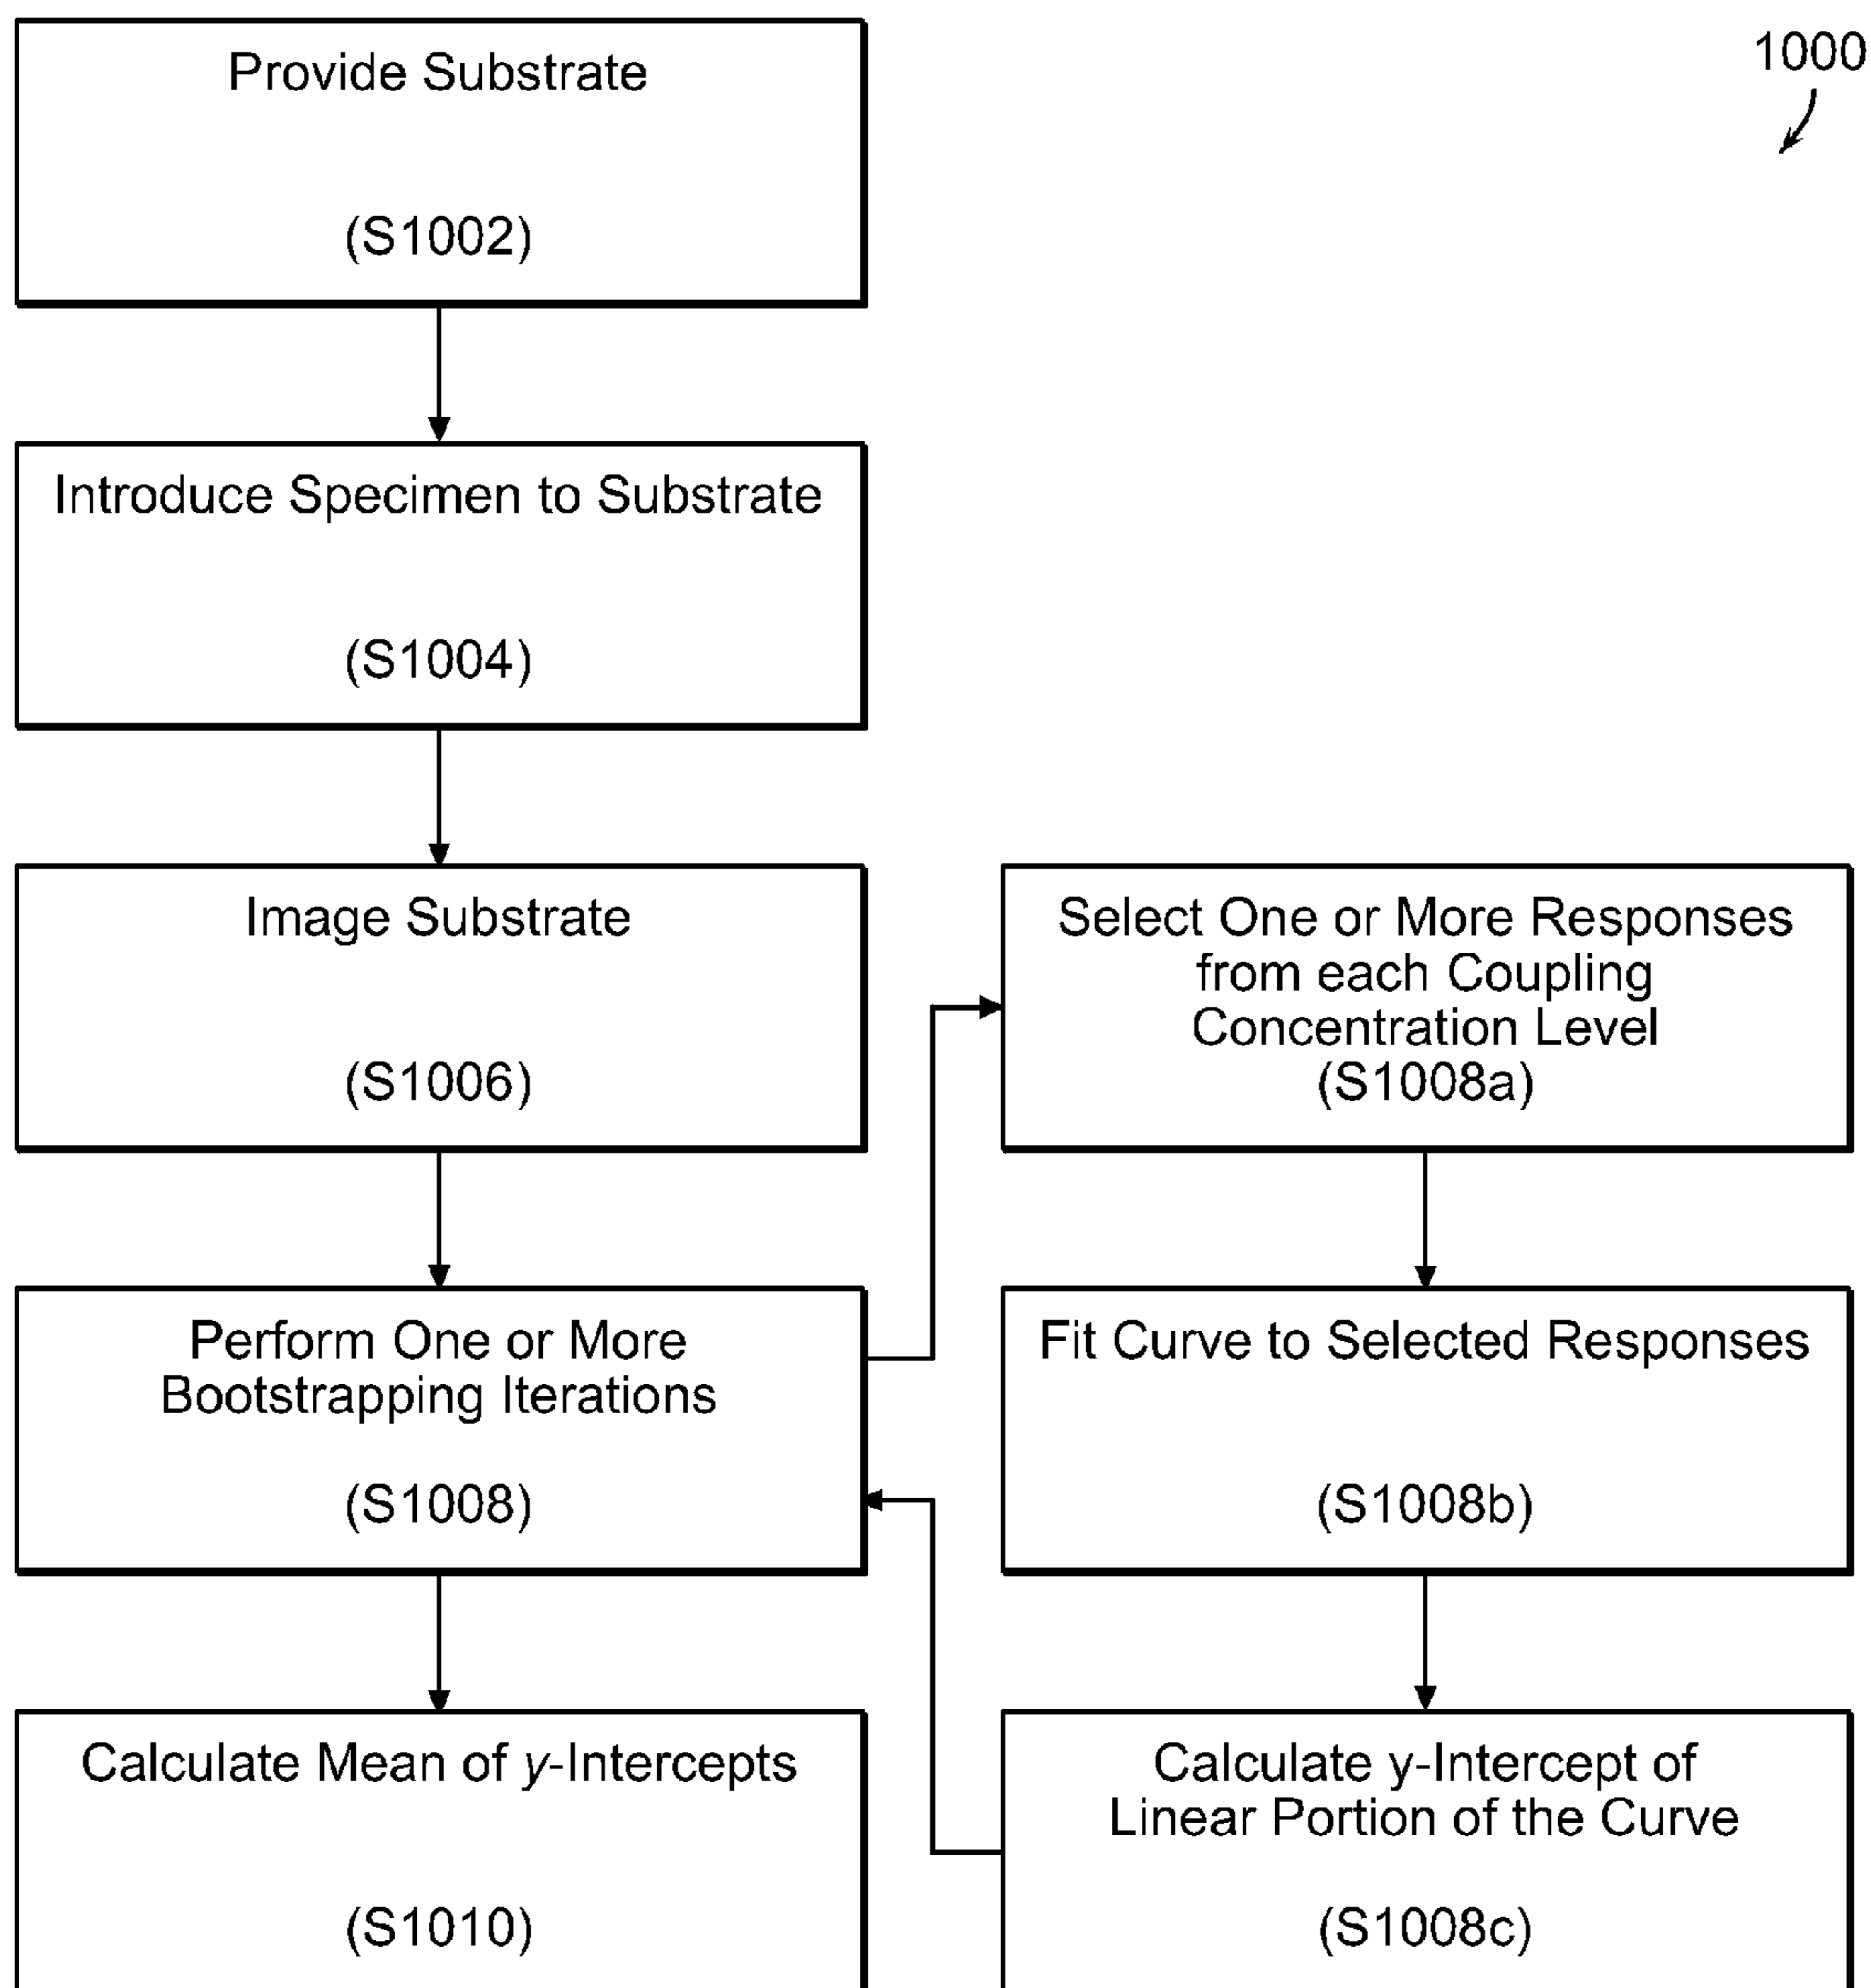 1000
Provide Substrate
(S1002)
Introduce Specimen to Substrate
(S1004)
Image Substrate
(S1006)
Perform One or More
Bootstrapping Iterations
(S1008)
Select One or More Responses
from each Coupling
Concentration Level
(S1008a)
Fit Curve to Selected Responses
(S1008b)
Calculate y-Intercept of
Linear Portion of the Curve
(S1008c)
Calculate Mean of y-Intercepts
(S1010)